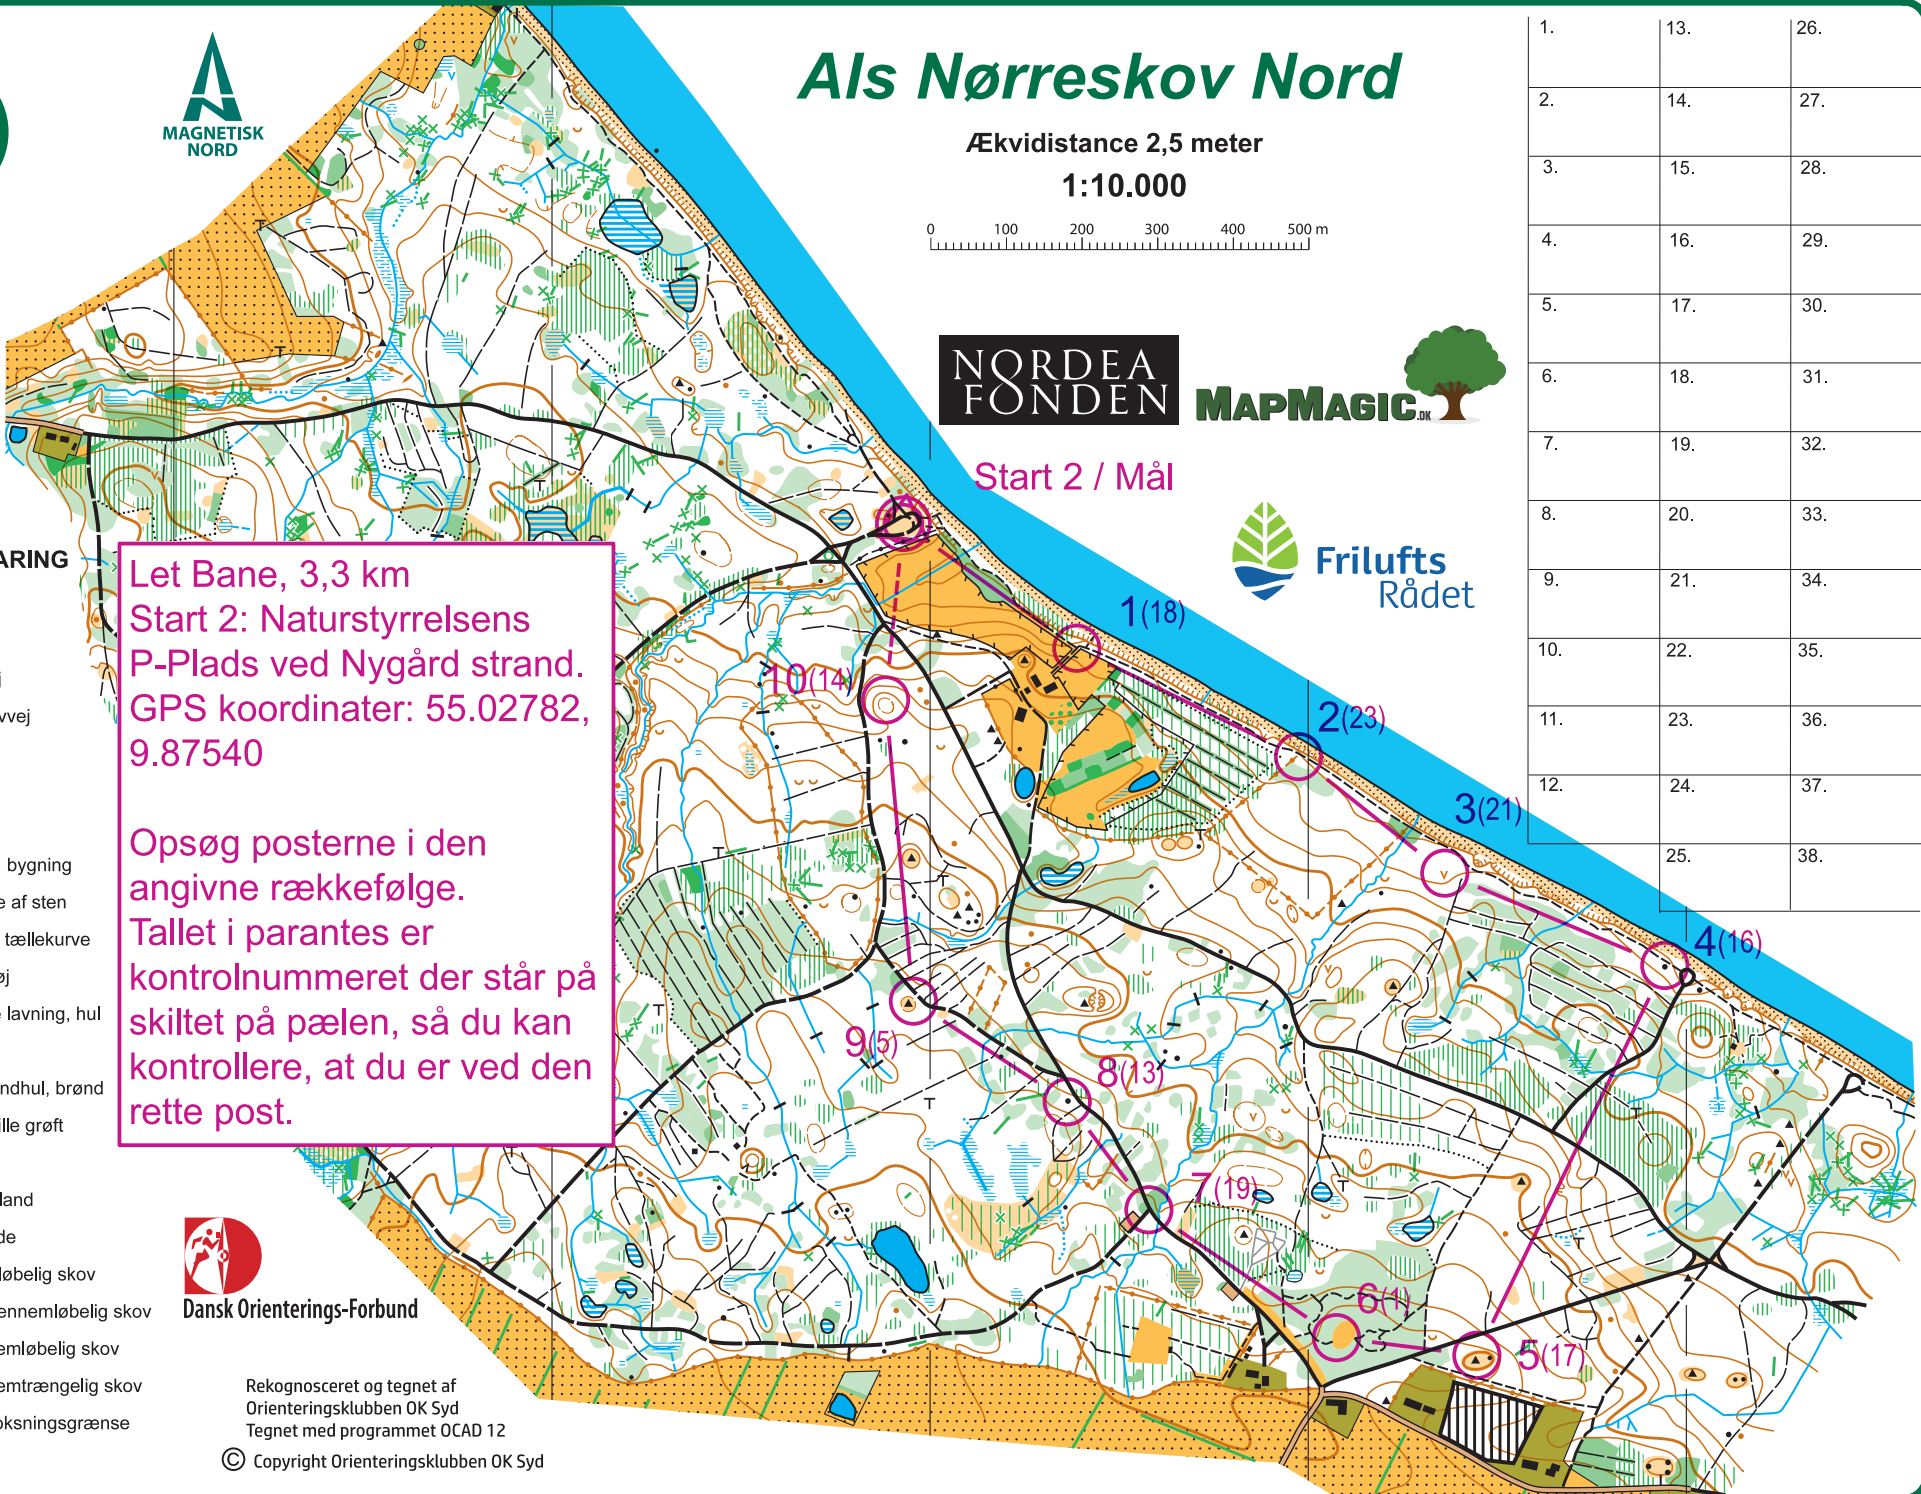 Als Nørreskov Nord
Ækvidistance 2,5 meter
1:10.000
0 100 200 300 400 500 m
MAGNETISK
NORD
NORDEA
FONDEN
MAPMAGIC.DK
Start 2 / Mål
Frilufts
Rådet
1. 13. 26.
2. 14. 27.
3. 15. 28.
4. 16. 29.
5. 17. 30.
6. 18. 31.
7. 19. 32.
8. 20. 33.
9. 21. 34.
10. 22. 35.
11. 23. 36.
12. 24. 37.
25. 38.
Let Bane, 3,3 km
Start 2: Naturstyrrelsens
P-Plads ved Nygård strand.
GPS koordinater: 55.02782,
9.87540
Opsøg posterne i den
angivne rækkefølge.
Tallet i parantes er
kontrolnummeret der står på
skiltet på pælen, så du kan
kontrollere, at du er ved den
rette post.
1(18)
2(23)
3(21)
4(16)
5(17)
6(1)
7(19)
8(13)
9(5)
10(14)
ARING
bygning
e af sten
tællekurve
øj
e lavning, hul
ndhul, brønd
ille grøft
land
de
løbelig skov
ennemløbelig skov
emløbelig skov
emtrængelig skov
oksningsgrænse
Dansk Orienterings-Forbund
Rekognosceret og tegnet af
Orienteringsklubben OK Syd
Tegnet med programmet OCAD 12
© Copyright Orienteringsklubben OK Syd